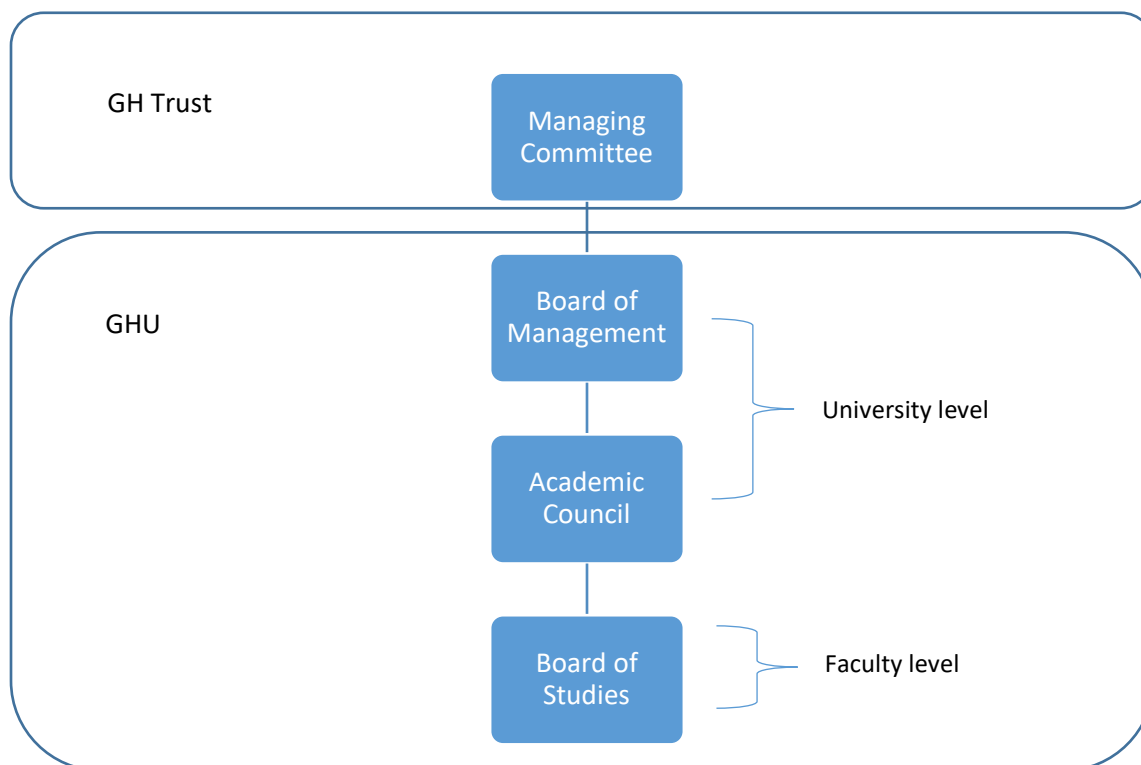 GH Trust
Managing
Committee
GHU
Board of
Management
University level
Academic
Council
Board of
Studies
Faculty level